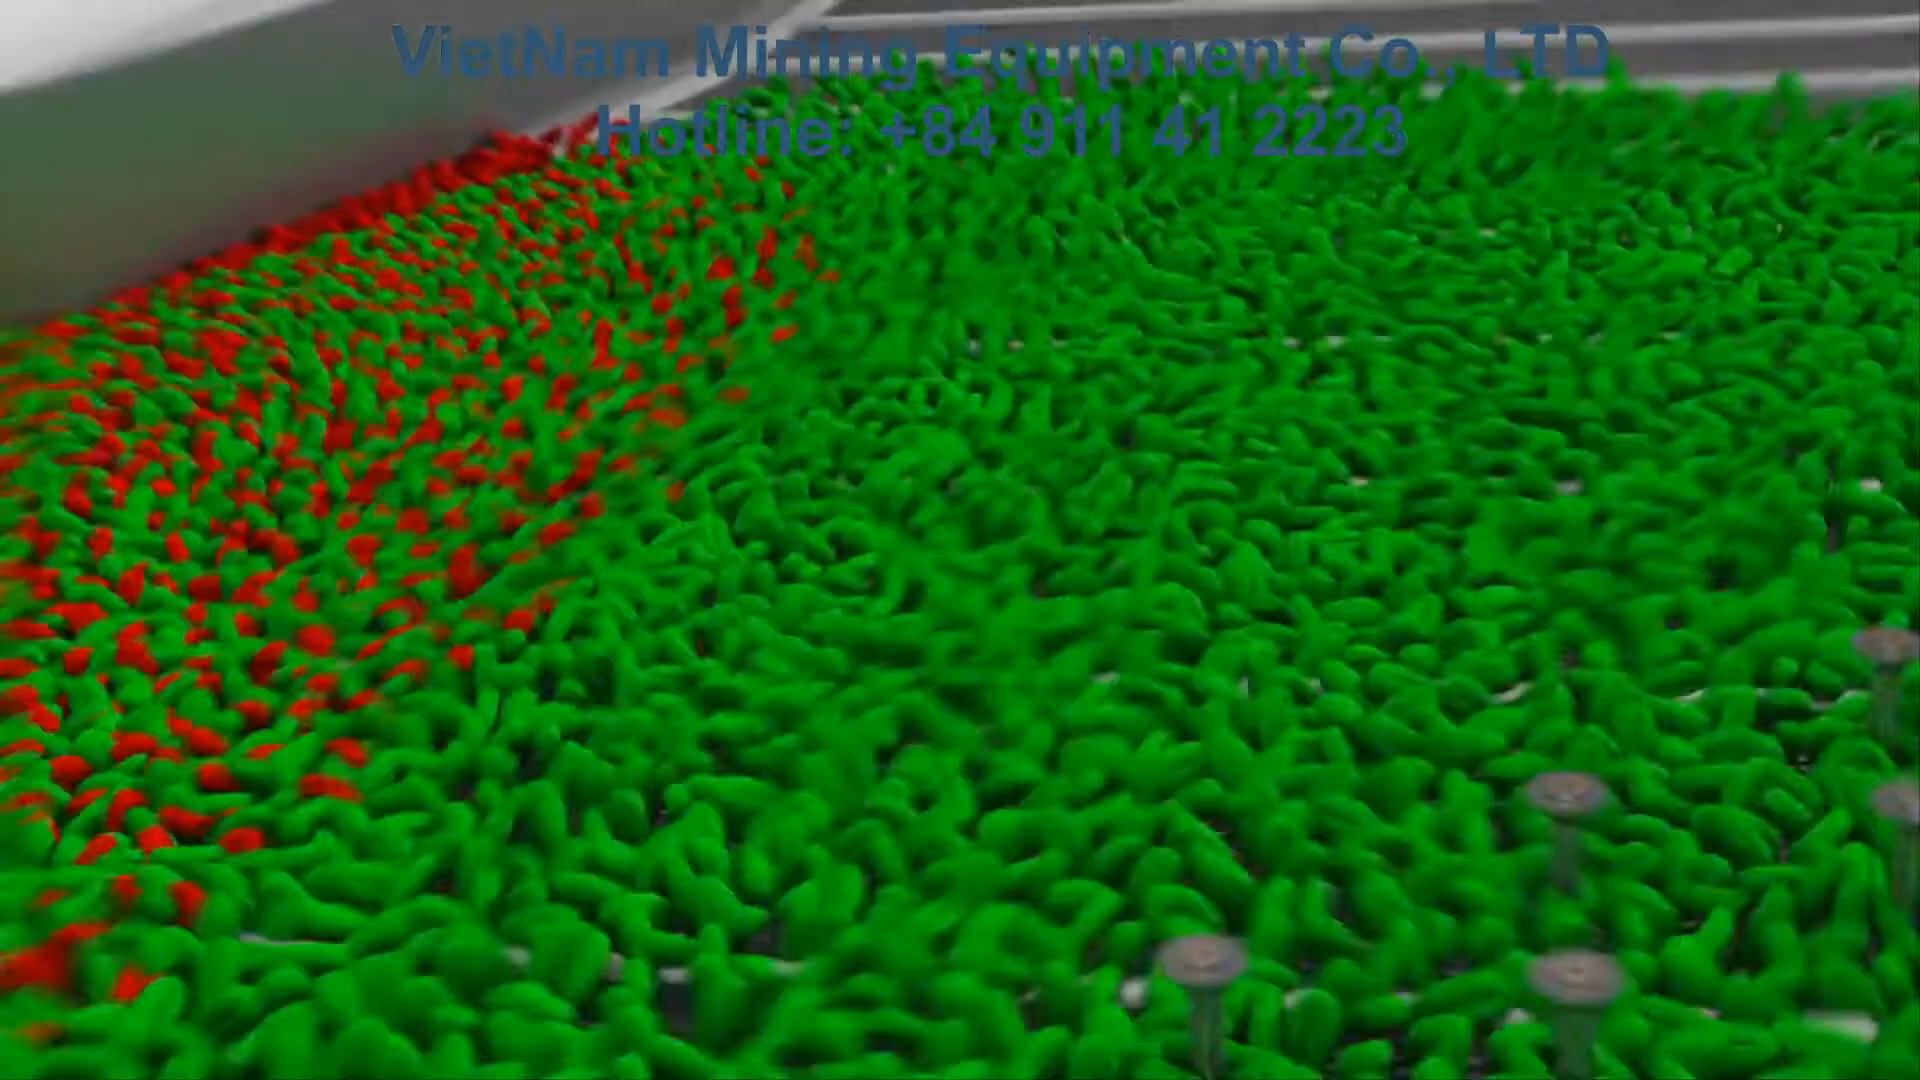 VietNam Mining Equipment Co., LTD
Hotline: +84 911 41 2223